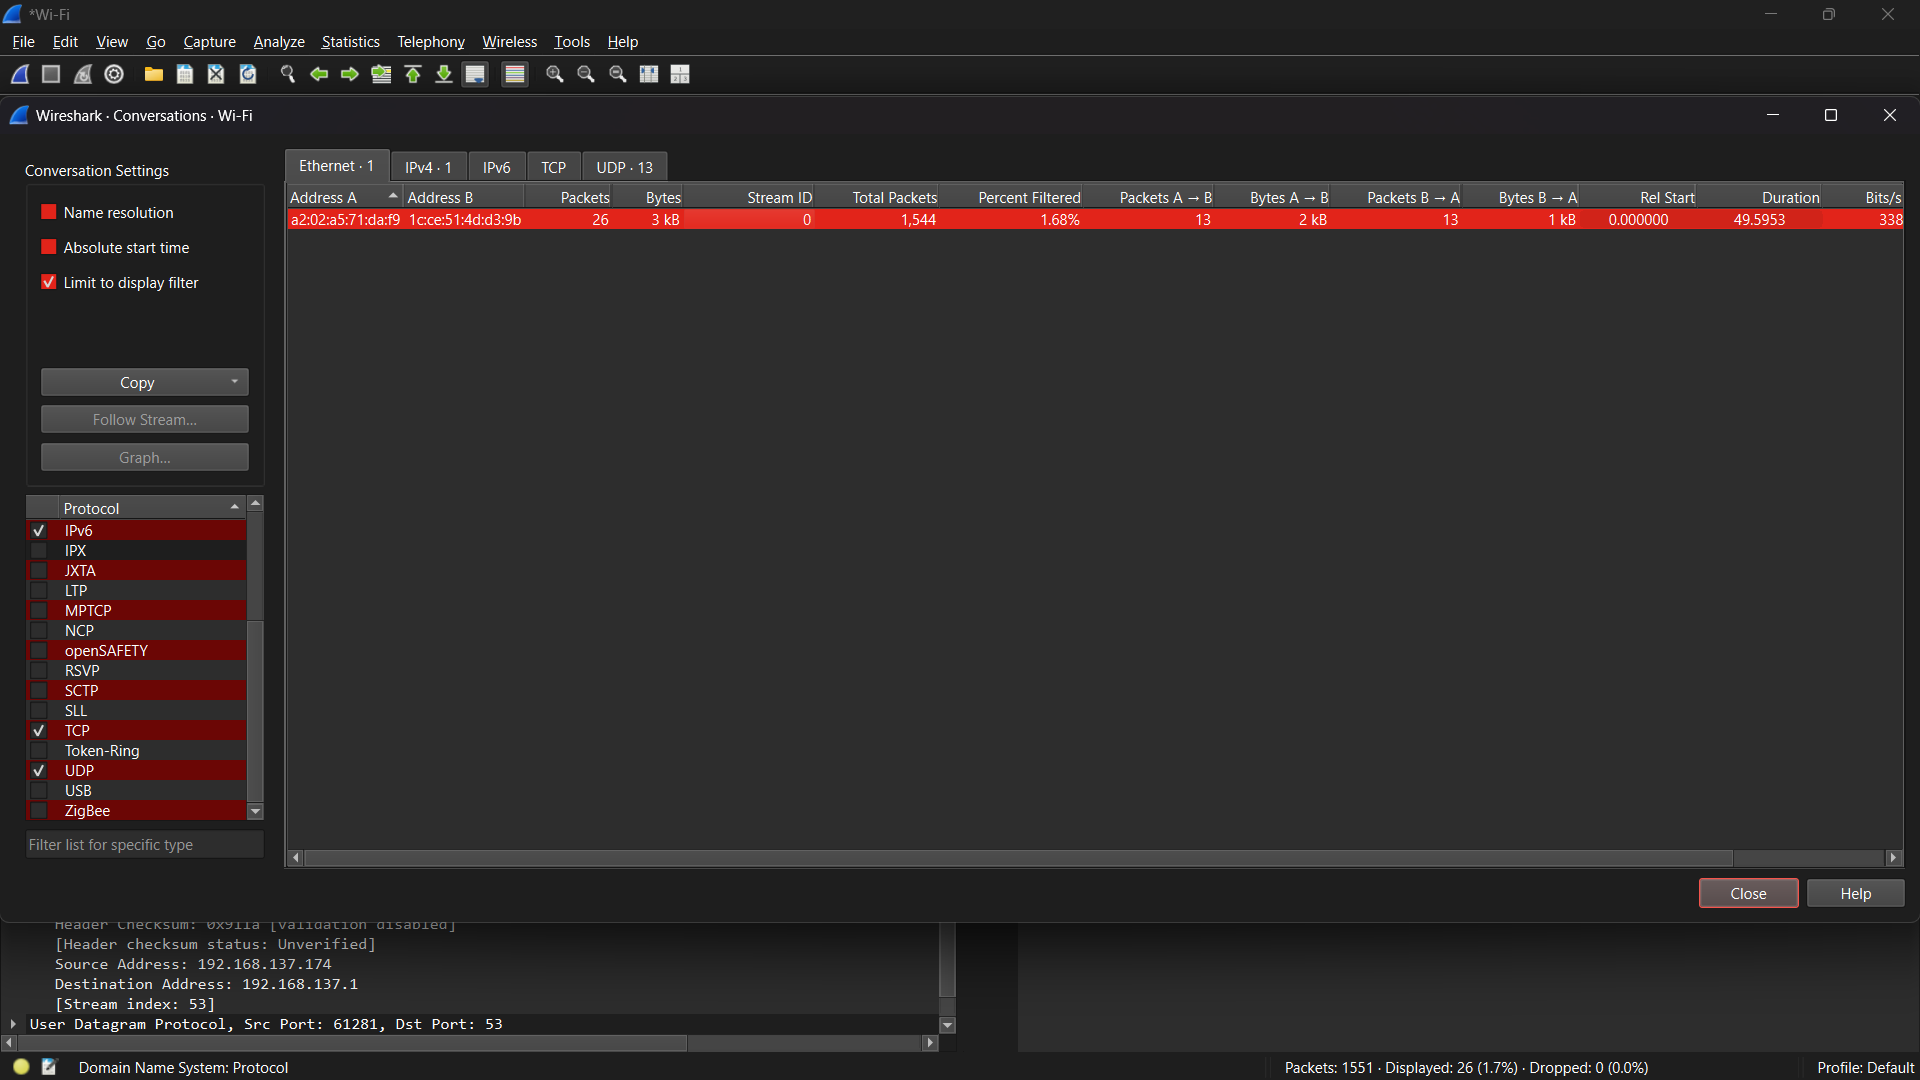 *Wi-Fi
File Edit View Go Capture Analyze Statistics Telephony Wireless Tools Help
Wireshark · Conversations · Wi-Fi
Conversation Settings
Name resolution
Absolute start time
Limit to display filter
Copy
Follow Stream...
Graph...
Protocol
IPv6
IPX
JXTA
LTP
MPTCP
NCP
openSAFETY
RSVP
SCTP
SLL
TCP
Token-Ring
UDP
USB
ZigBee
Filter list for specific type
Ethernet · 1 IPv4 · 1 IPv6 TCP UDP · 13
Address A Address B Packets Bytes Stream ID Total Packets Percent Filtered Packets A → B Bytes A → B Packets B → A Bytes B → A Rel Start Duration Bits/s
a2:02:a5:71:da:f9 1c:ce:51:4d:d3:9b 26 3 kB 0 1,544 1.68% 13 2 kB 13 1 kB 0.000000 49.5953 338
Close Help
Header Checksum: 0x911a [validation disabled]
[Header checksum status: Unverified]
Source Address: 192.168.137.174
Destination Address: 192.168.137.1
[Stream index: 53]
User Datagram Protocol, Src Port: 61281, Dst Port: 53
Domain Name System: Protocol
Packets: 1551 · Displayed: 26 (1.7%) · Dropped: 0 (0.0%)
Profile: Default